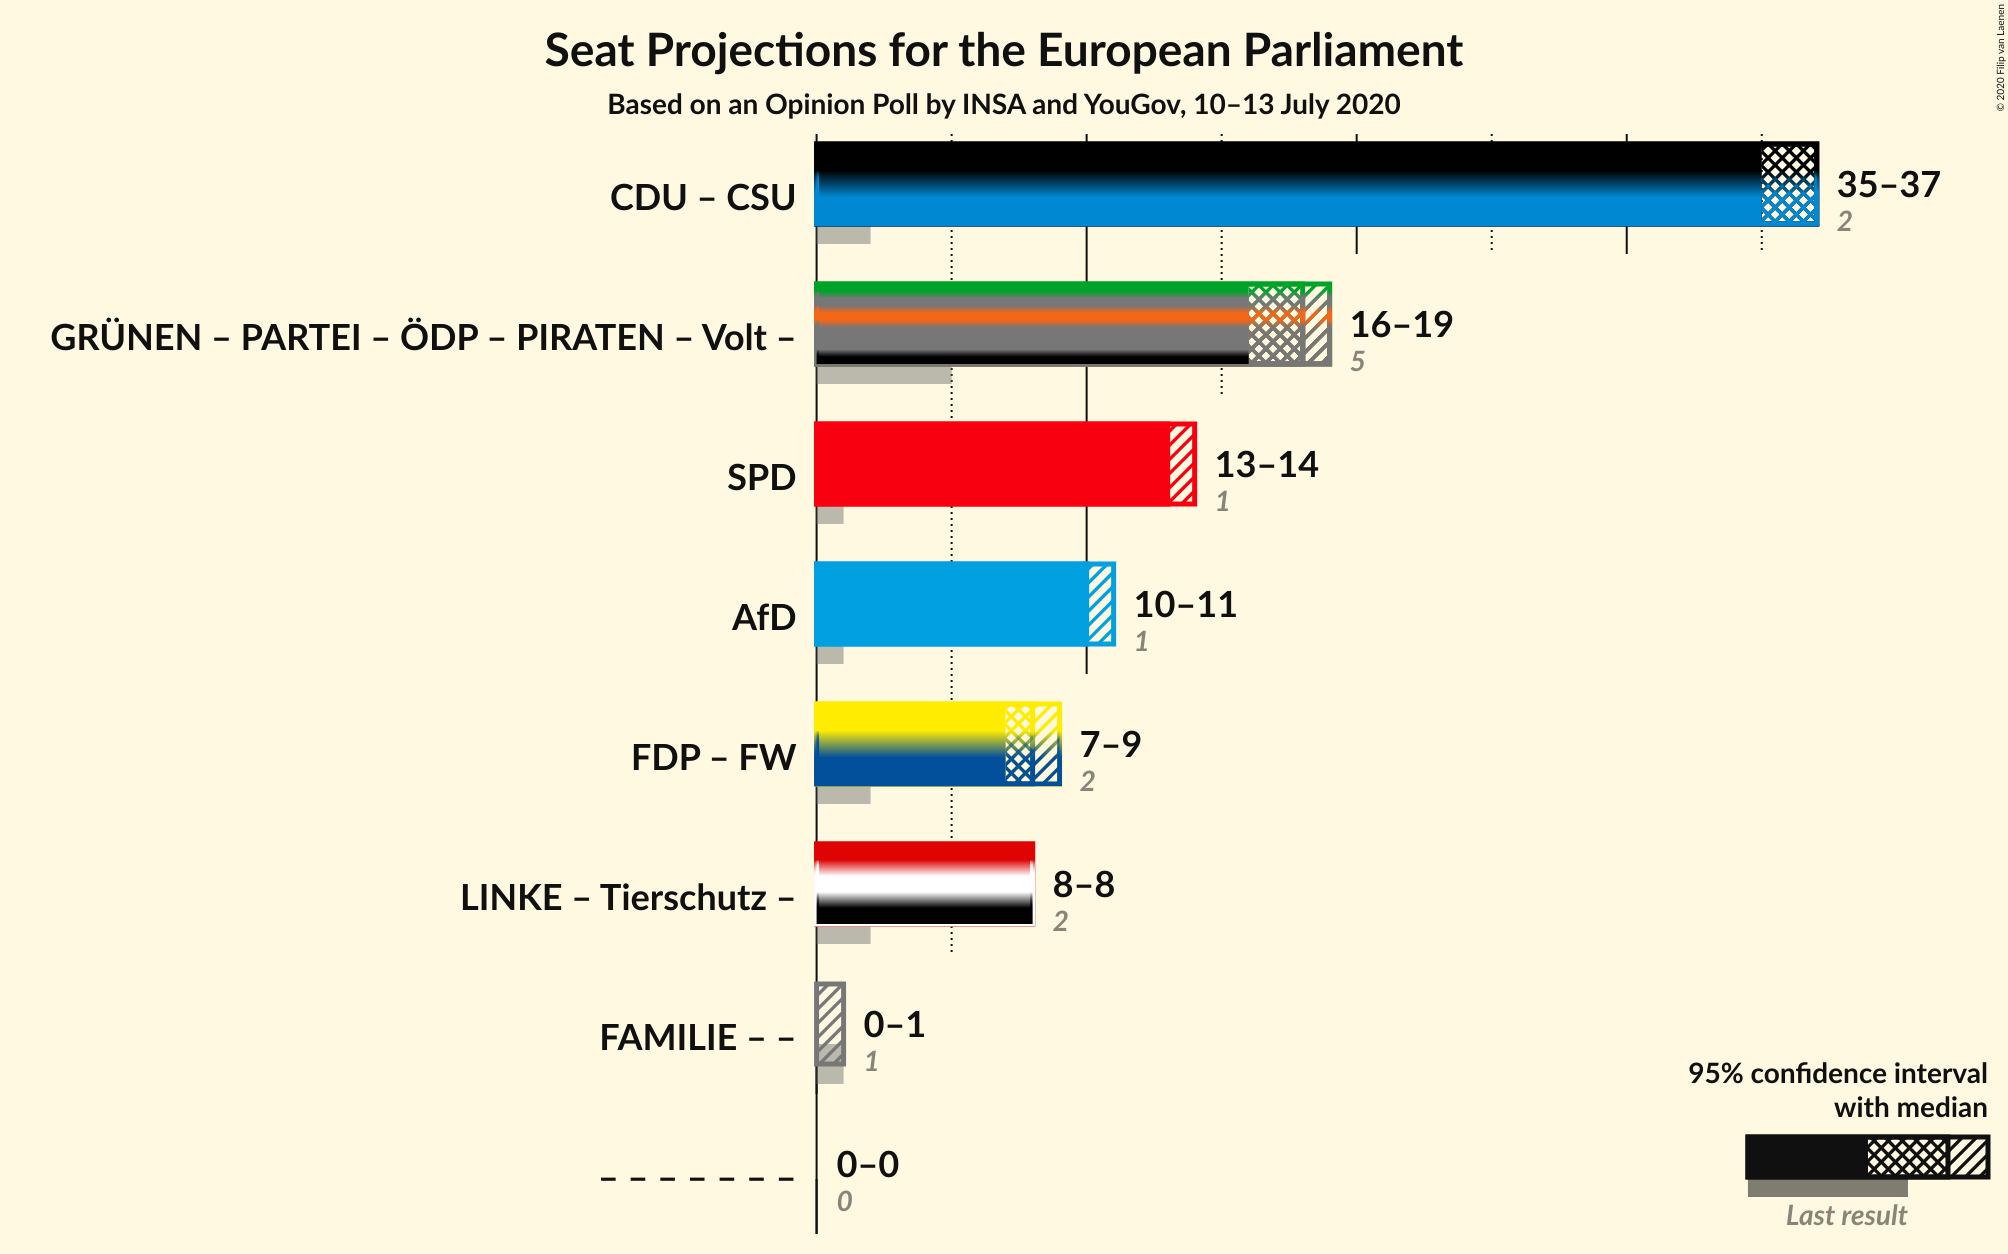 Seat Projections for the European Parliament
Based on an Opinion Poll by INSA and YouGov, 10–13 July 2020
© 2020 Filip van Laenen
CDU – CSU
35–37
2
GRÜNEN – PARTEI – ÖDP – PIRATEN – Volt –
16–19
5
SPD
13–14
1
AfD
10–11
1
FDP – FW
7–9
2
LINKE – Tierschutz –
8–8
2
FAMILIE – –
0–1
1
– – – – – – –
0–0
0
95% confidence interval
with median
Last result